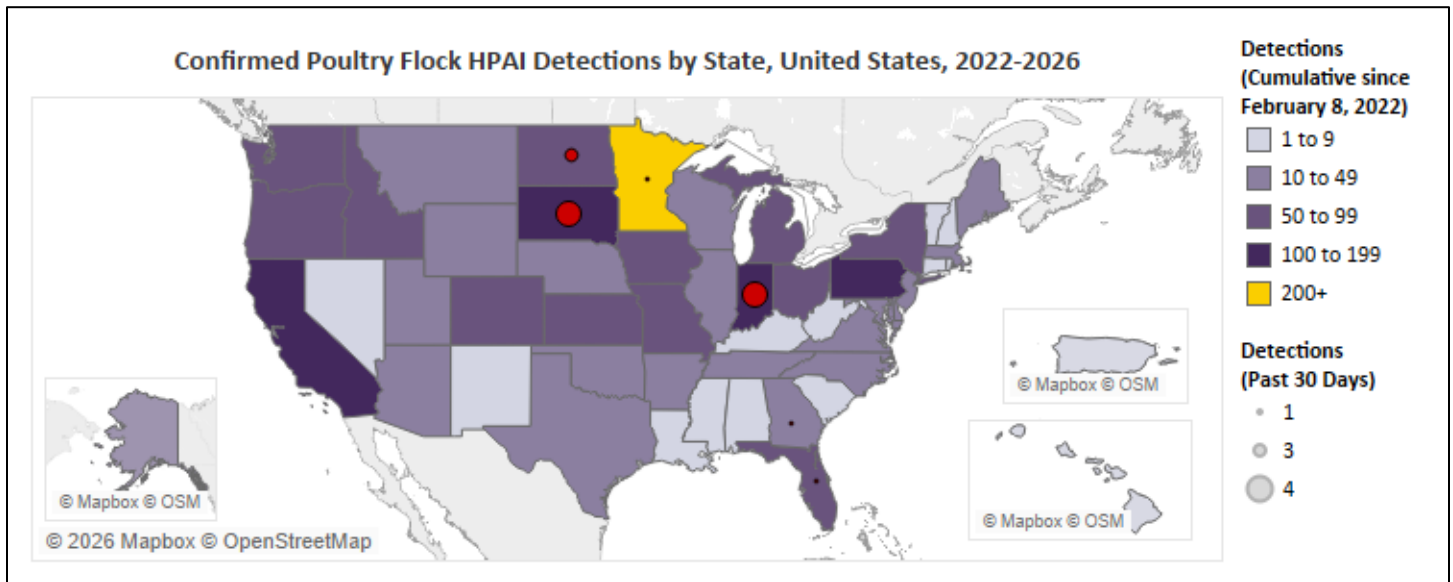 Confirmed Poultry Flock HPAI Detections by State, United States, 2022-2026
Detections
(Cumulative since
February 8, 2022)
1 to 9
10 to 49
50 to 99
100 to 199
200+
Detections
(Past 30 Days)
1
3
4
© Mapbox © OSM
© Mapbox © OSM
© Mapbox © OSM
© 2026 Mapbox © OpenStreetMap